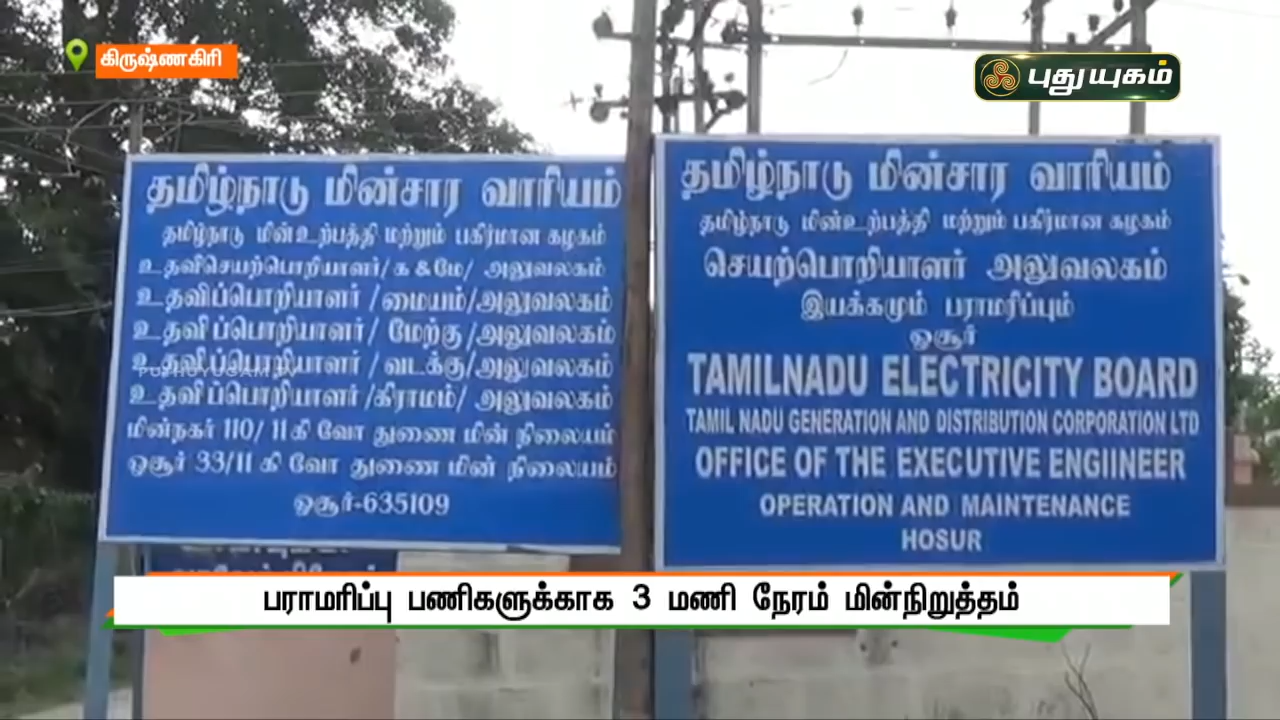 கிருஷ்ணகிரி
புதுயுகம்
தமிழ்நாடு மின்சார வாரியம்
தமிழ்நாடு மின்உற்பத்தி மற்றும் பகிர்மான கழகம்
உதவிசெயற்பொறியாளர்/க&மே/ அலுவலகம்
உதவிப்பொறியாளர்/மையம்/அலுவலகம்
உதவிப்பொறியாளர்/மேற்கு/அலுவலகம்
உதவிப்பொறியாளர்/வடக்கு/அலுவலகம்
உதவிப்பொறியாளர்/கிராமம்/ அலுவலகம்
மின்நகர் 110/11கி வோ துணை மின் நிலையம்
ஓசூர் 33/11 கி வோ துணை மின் நிலையம்
ஓசூர்-635109
தமிழ்நாடு மின்சார வாரியம்
தமிழ்நாடு மின்உற்பத்தி மற்றும் பகிர்மான கழகம்
செயற்பொறியாளர் அலுவலகம்
இயக்கமும் பராமரிப்பும்
ஓசூர்
TAMILNADU ELECTRICITY BOARD
TAMIL NADU GENERATION AND DISTRIBUTION CORPORATION LTD
OFFICE OF THE EXECUTIVE ENGIINEER
OPERATION AND MAINTENANCE
HOSUR
பராமரிப்பு பணிகளுக்காக 3 மணி நேரம் மின்நிறுத்தம்